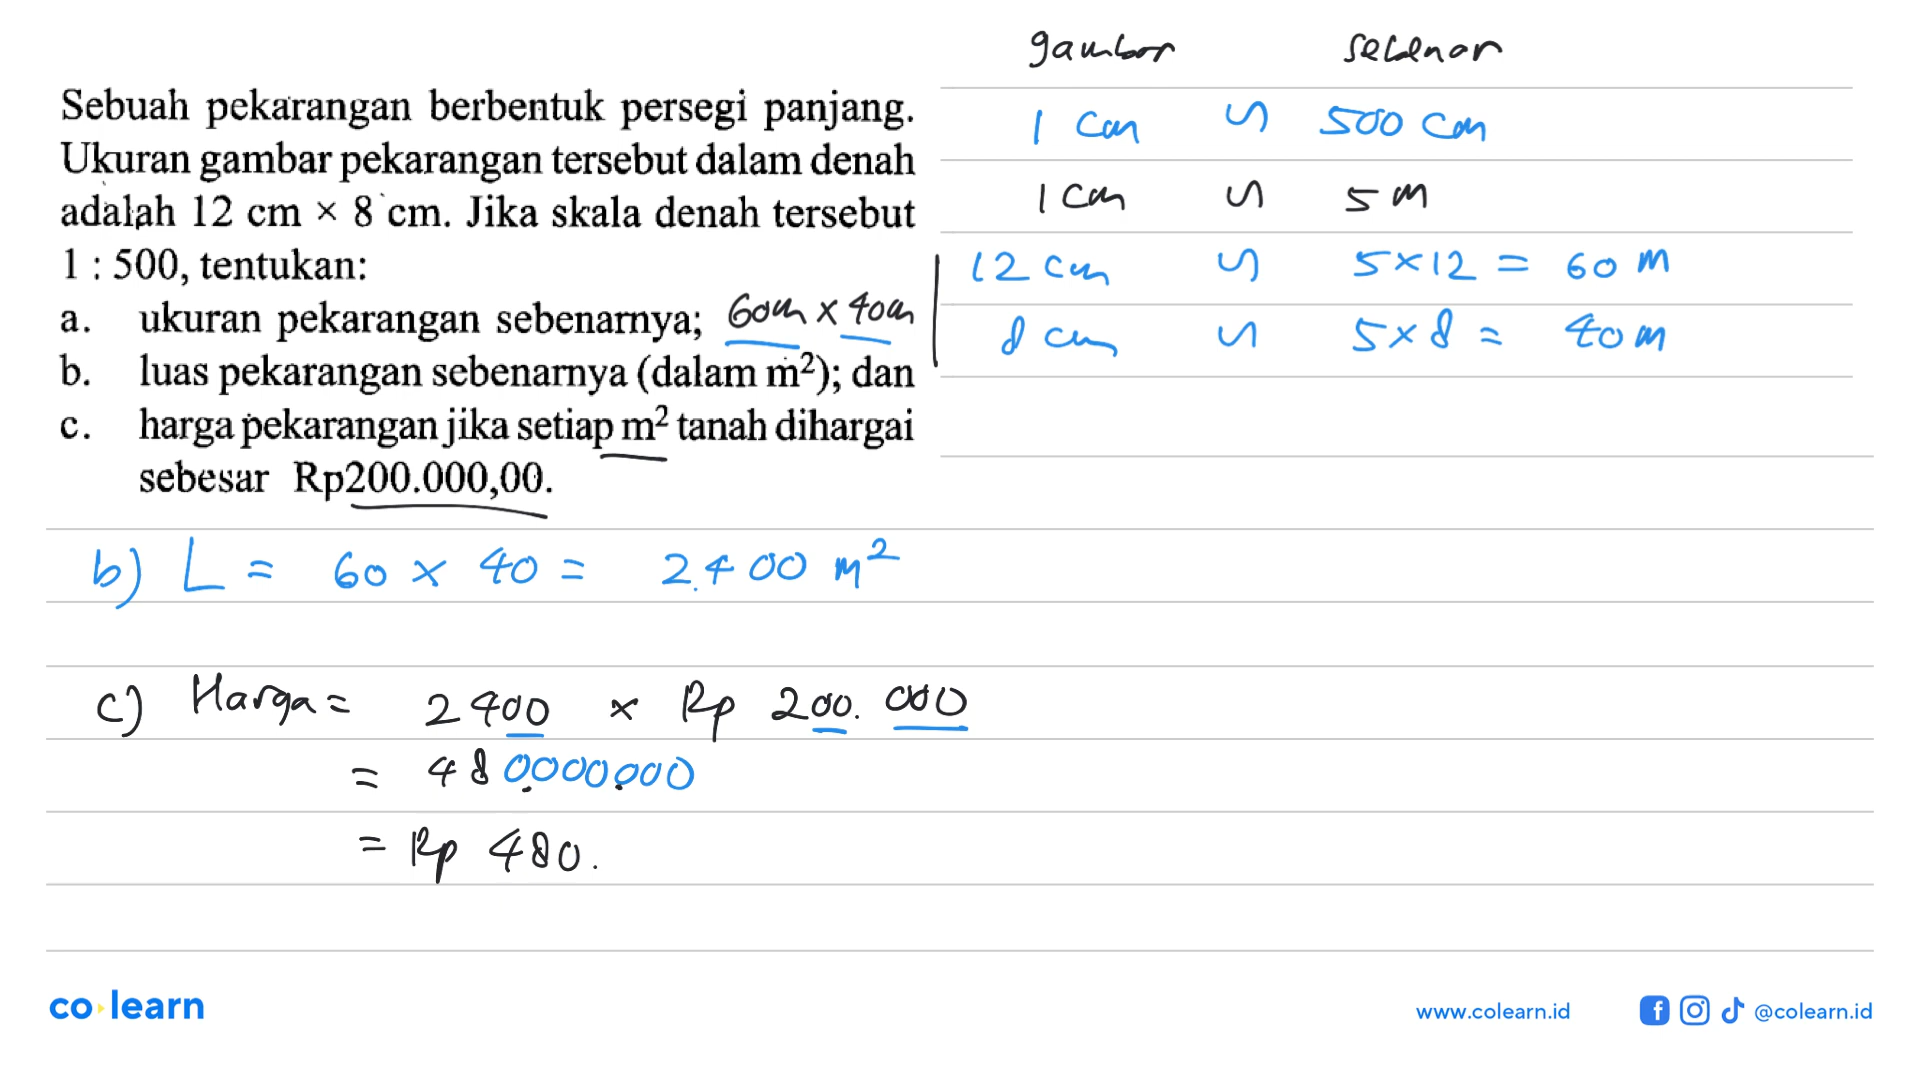 Sebuah pekarangan berbentuk persegi panjang.
Ukuran gambar pekarangan tersebut dalam denah
adalah 12 cm × 8 cm. Jika skala denah tersebut
1 : 500, tentukan:
a. ukuran pekarangan sebenarnya; 60m × 40m
b. luas pekarangan sebenarnya (dalam m²); dan
c. harga pekarangan jika setiap m² tanah dihargai
sebesar Rp200.000,00.
gambar sebenar
1 cm ∽ 500 cm
1 cm ∽ 5 m
12 cm ∽ 5×12 = 60 m
8 cm ∽ 5×8 = 40 m
b) L = 60 × 40 = 2.400 m²
c) Harga = 2400 × Rp 200.000
= 480.000.000
= Rp 480.
co learn
www.colearn.id
@colearn.id